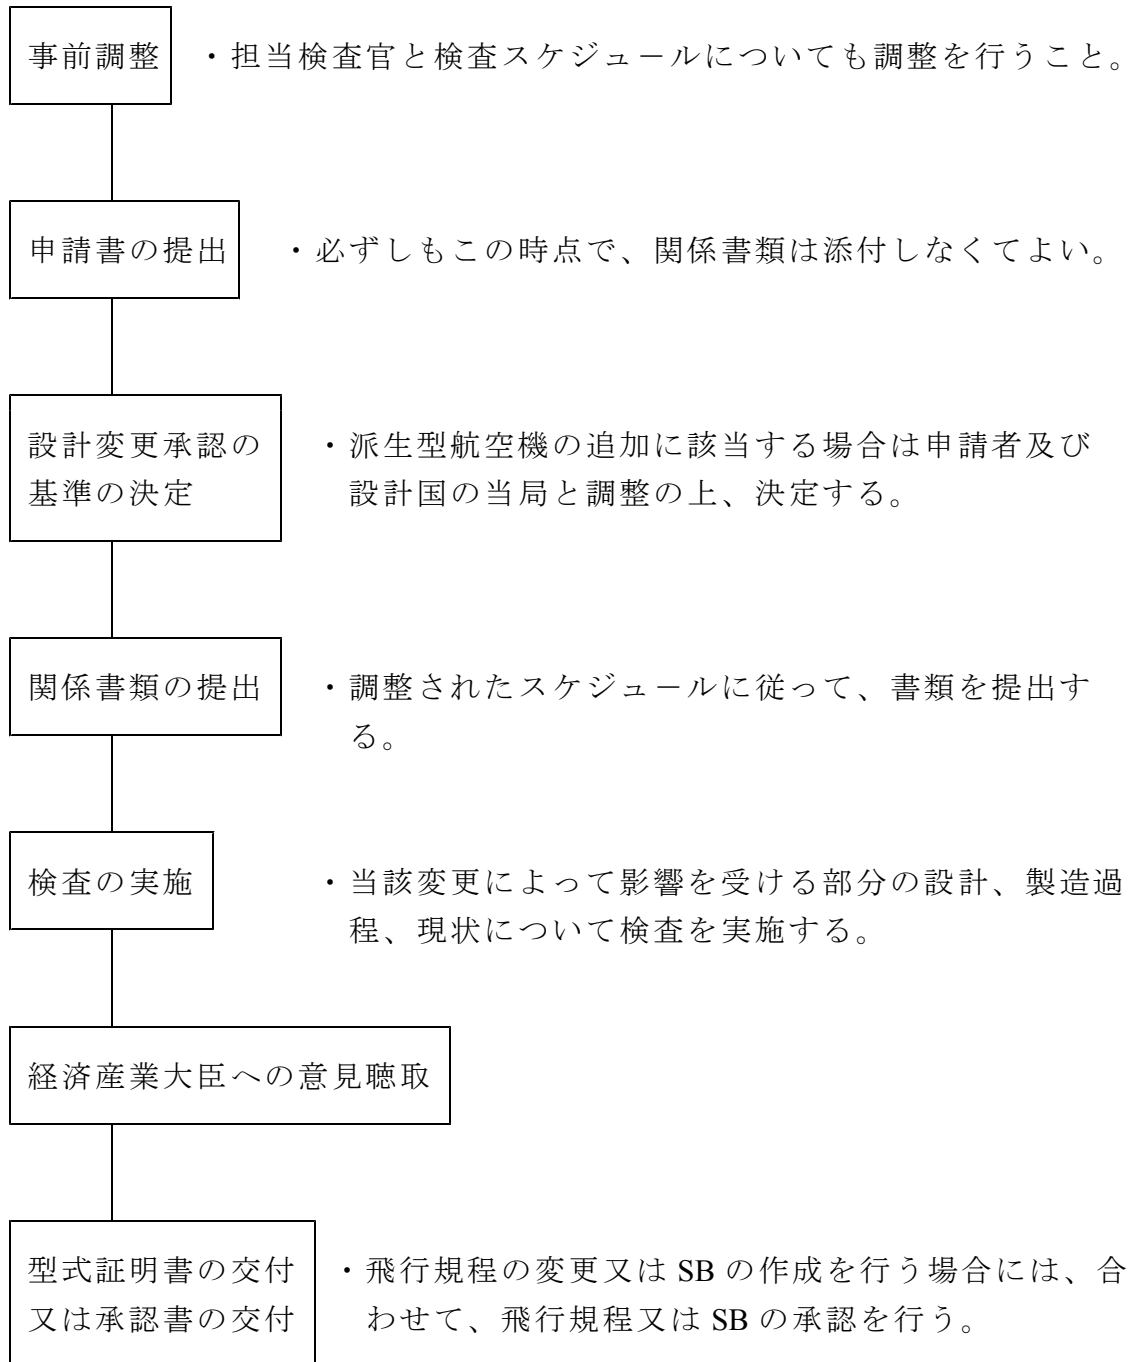 事前調整 ・担当検査官と検査スケジュールについても調整を行うこと。
申請書の提出 ・必ずしもこの時点で、関係書類は添付しなくてよい。
設計変更承認の ・派生型航空機の追加に該当する場合は申請者及び
基準の決定 設計国の当局と調整の上、決定する。
関係書類の提出 ・調整されたスケジュールに従って、書類を提出す
る。
検査の実施 ・当該変更によって影響を受ける部分の設計、製造過
程、現状について検査を実施する。
経済産業大臣への意見聴取
型式証明書の交付 ・飛行規程の変更又は SB の作成を行う場合には、合
又は承認書の交付 わせて、飛行規程又は SB の承認を行う。